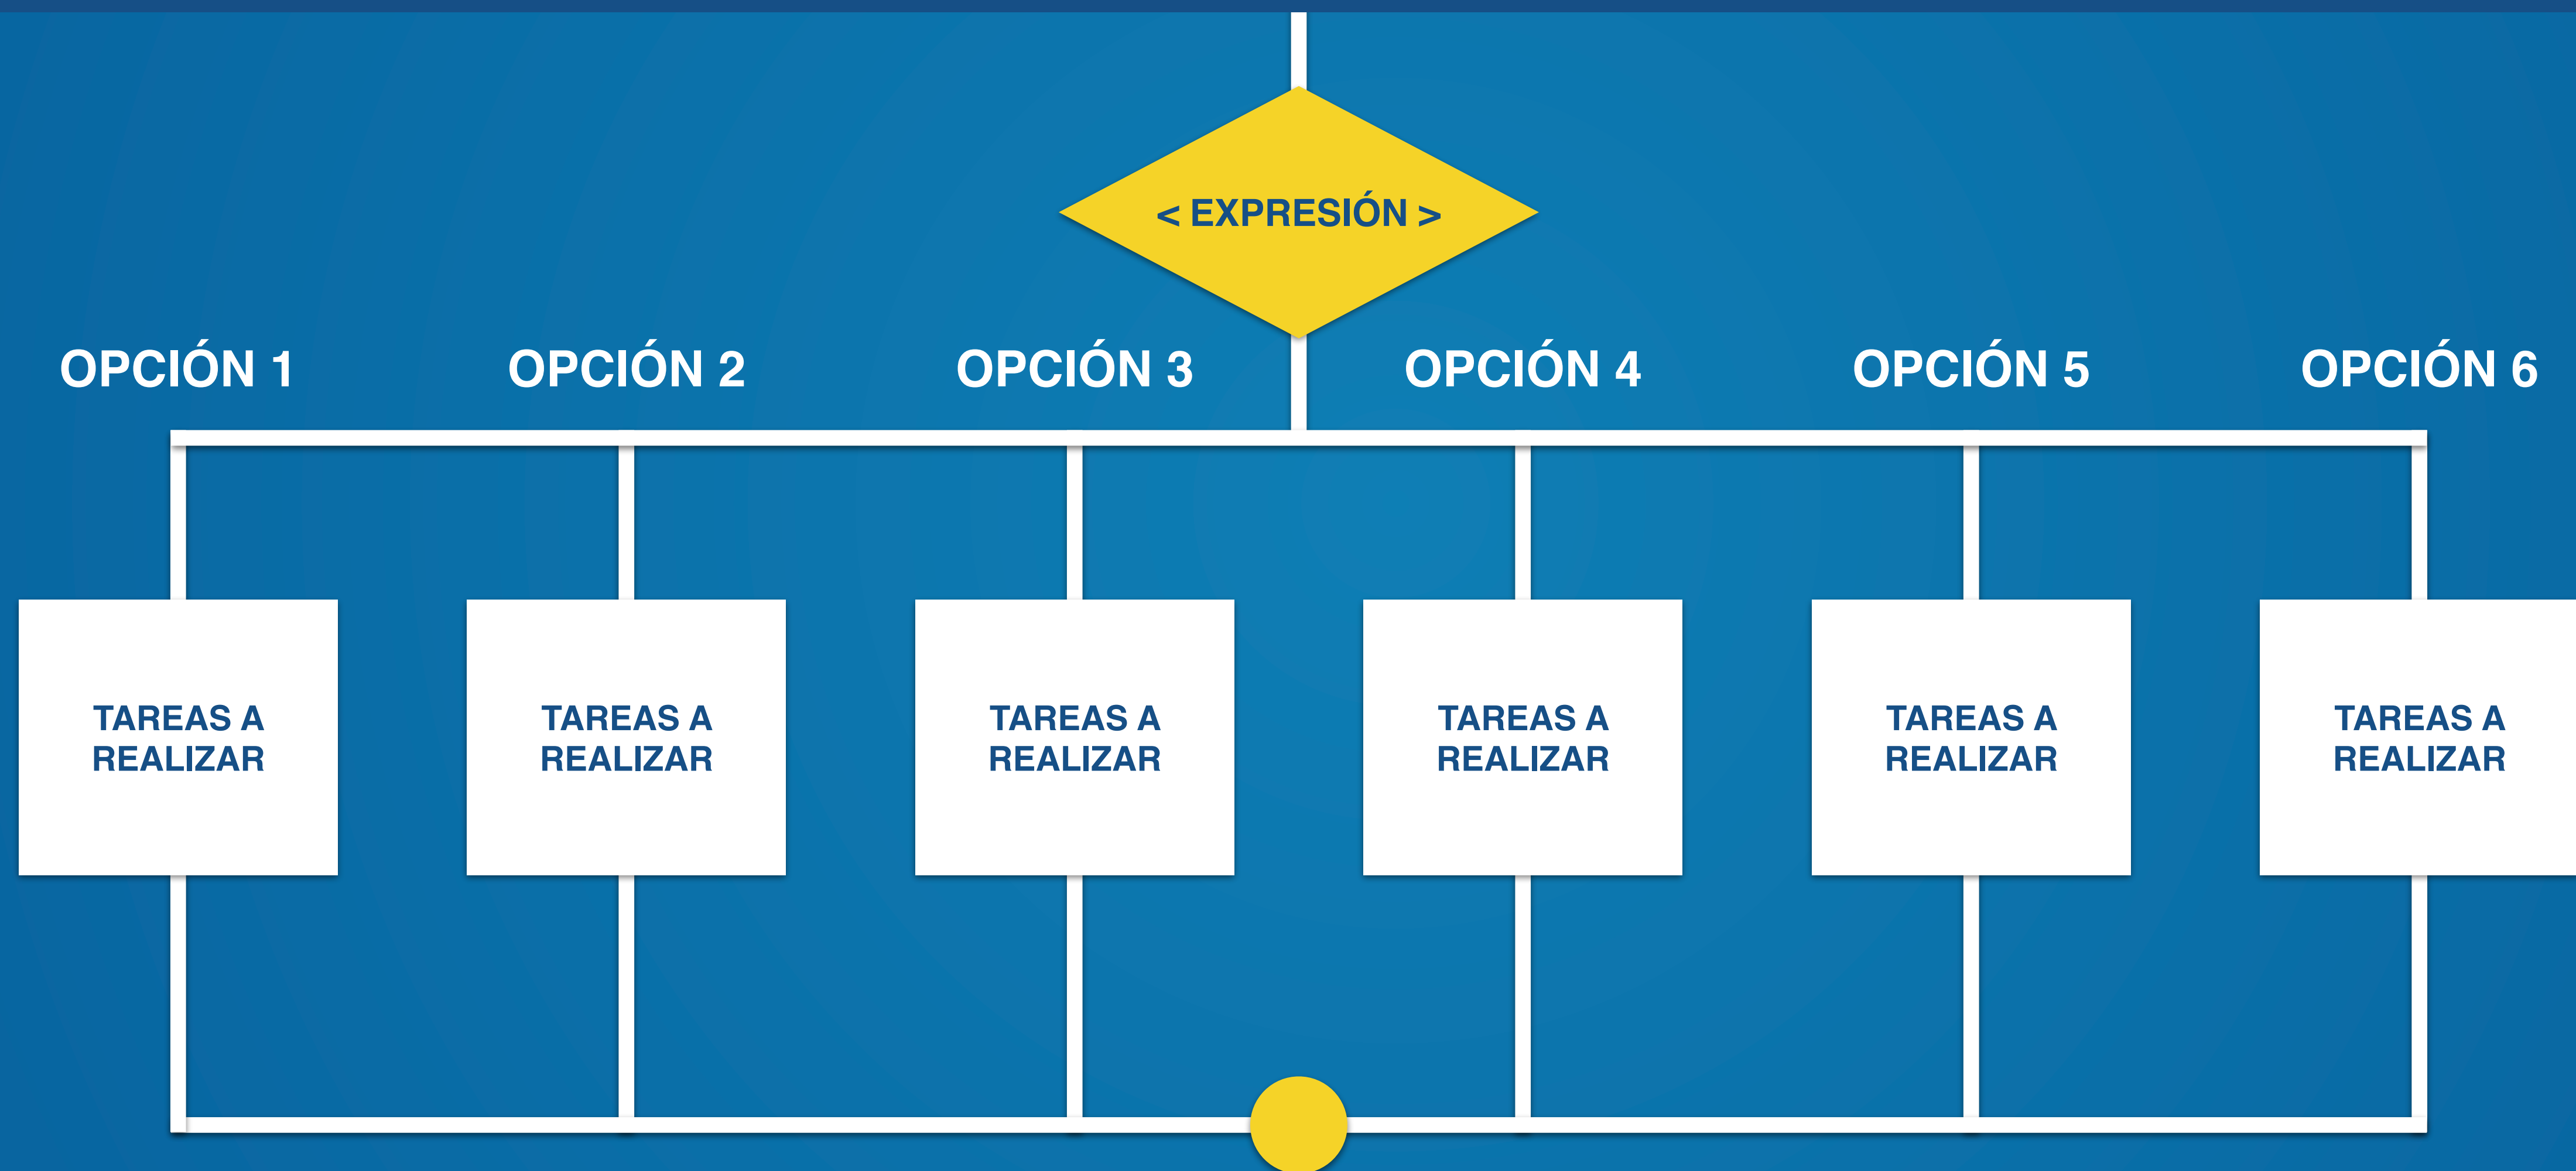 < EXPRESIÓN >
OPCIÓN 1
OPCIÓN 2
OPCIÓN 3
OPCIÓN 4
OPCIÓN 5
OPCIÓN 6
TAREAS A
REALIZAR
TAREAS A
REALIZAR
TAREAS A
REALIZAR
TAREAS A
REALIZAR
TAREAS A
REALIZAR
TAREAS A
REALIZAR